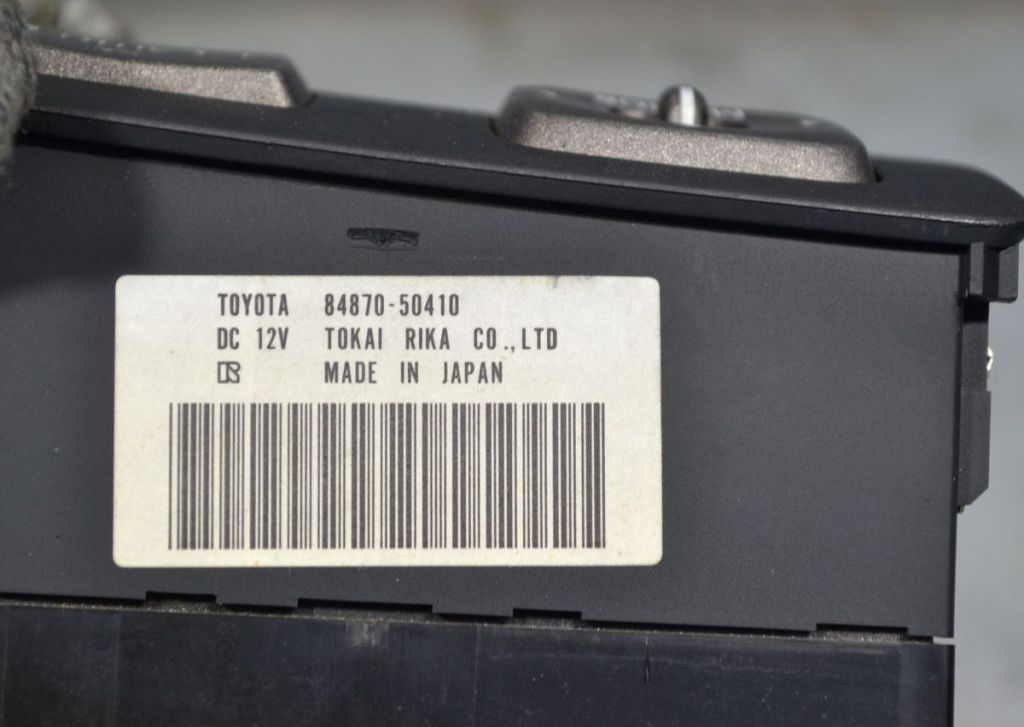 TOYOTA 84870-50410
DC 12V TOKAI RIKA CO.,LTD
MADE IN JAPAN